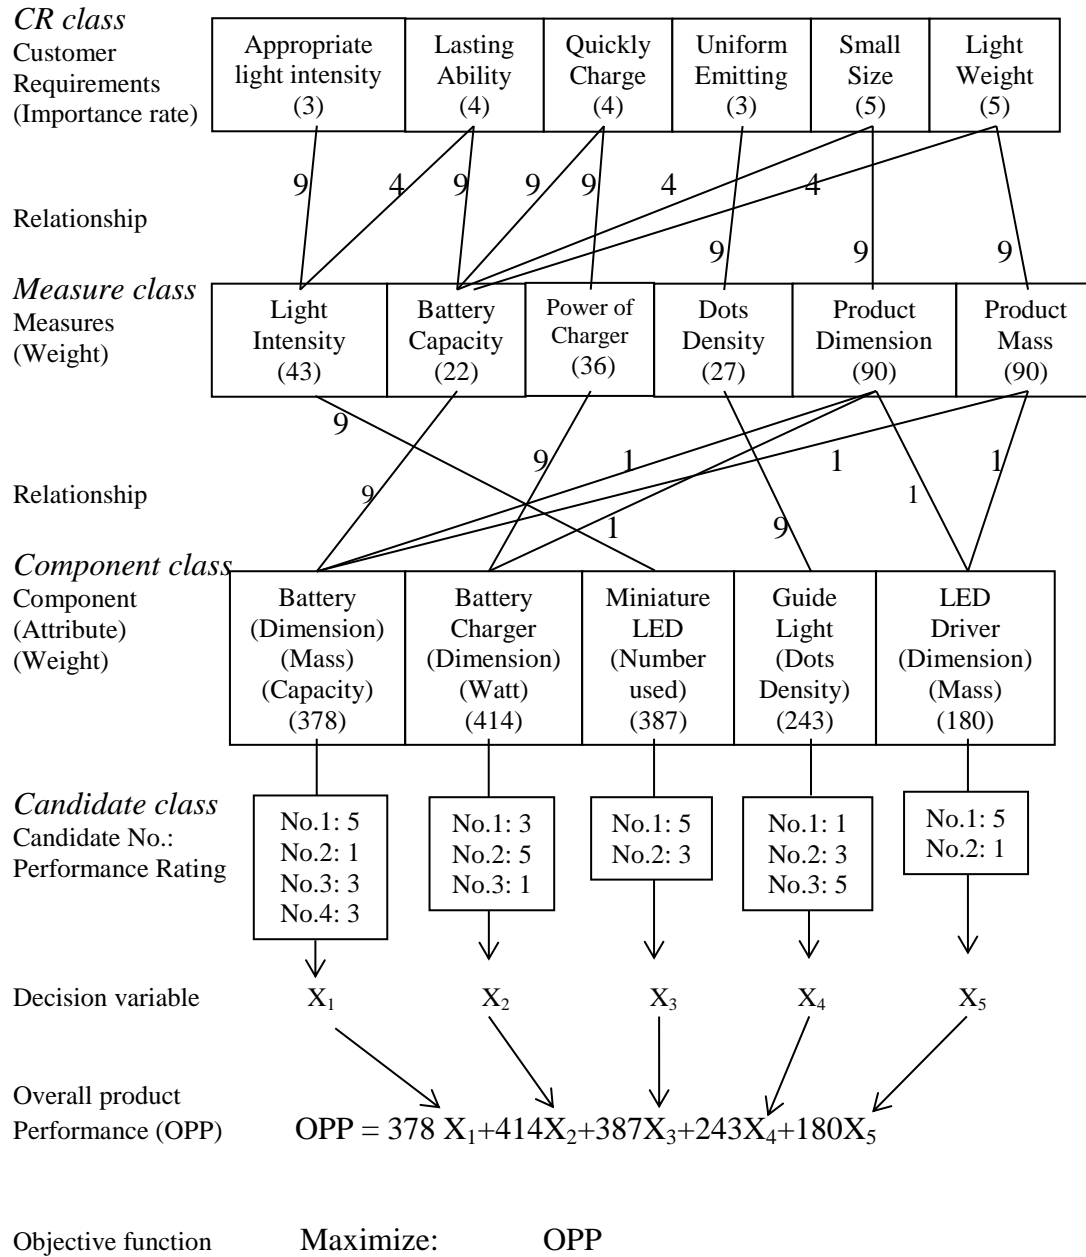 CR class
Customer
Requirements
(Importance rate)
Appropriate
light intensity
(3)
Lasting
Ability
(4)
Quickly
Charge
(4)
Uniform
Emitting
(3)
Small
Size
(5)
Light
Weight
(5)
9 4 9 9 9 4 4
Relationship
9 9 9
Measure class
Measures
(Weight)
Light
Intensity
(43)
Battery
Capacity
(22)
Power of
Charger
(36)
Dots
Density
(27)
Product
Dimension
(90)
Product
Mass
(90)
9
9 1 1 1
Relationship
9 1
1 9
Component class
Component
(Attribute)
(Weight)
Battery
(Dimension)
(Mass)
(Capacity)
(378)
Battery
Charger
(Dimension)
(Watt)
(414)
Miniature
LED
(Number
used)
(387)
Guide
Light
(Dots
Density)
(243)
LED
Driver
(Dimension)
(Mass)
(180)
Candidate class
Candidate No.:
Performance Rating
No.1: 5
No.2: 1
No.3: 3
No.4: 3
No.1: 3
No.2: 5
No.3: 1
No.1: 5
No.2: 3
No.1: 1
No.2: 3
No.3: 5
No.1: 5
No.2: 1
Decision variable X₁ X₂ X₃ X₄ X₅
Overall product
Performance (OPP) OPP = 378 X₁+414X₂+387X₃+243X₄+180X₅
Objective function Maximize: OPP